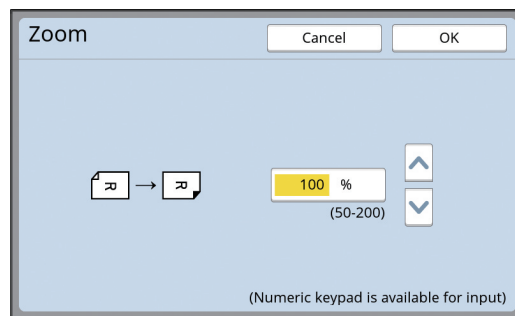 Zoom
Cancel
OK
R → R
100 %
(50-200)
(Numeric keypad is available for input)